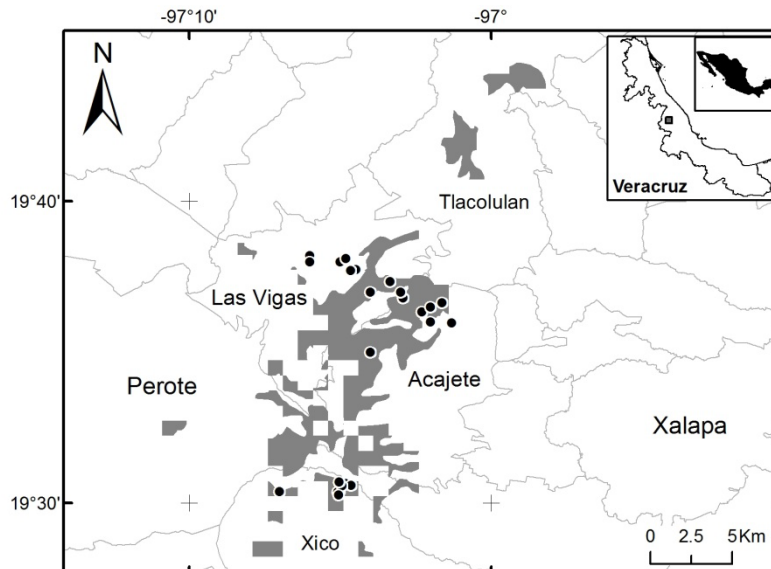 -97°10'
-97°
N
Veracruz
19°40'
Tlacolulan
Las Vigas
Perote
Acajete
Xalapa
19°30'
Xico
0 2.5 5Km